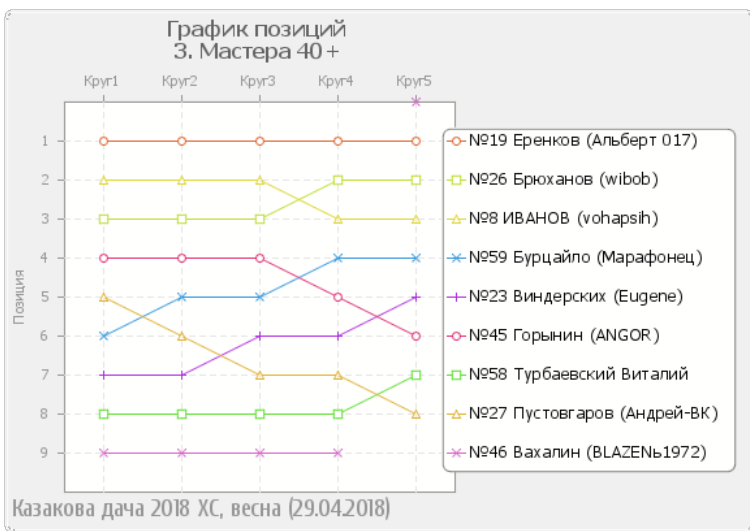 График позиций
3. Мастера 40 +
Круг1 Круг2 Круг3 Круг4 Круг5
Позиция
1
2
3
4
5
6
7
8
9
№19 Еренков (Альберт 017)
№26 Брюханов (wibob)
№8 ИВАНОВ (vohapsih)
№59 Бурцайло (Марафонец)
№23 Виндерских (Eugene)
№45 Горынин (ANGOR)
№58 Турбаевский Виталий
№27 Пустовгаров (Андрей-ВК)
№46 Вахалин (BLAZENь1972)
Казакова дача 2018 ХС, весна (29.04.2018)